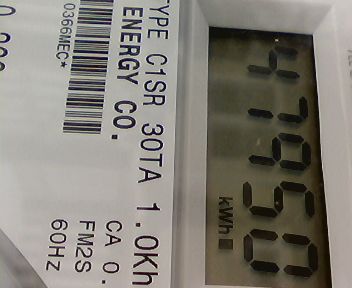 TYPE C1SR 30TA 1.0Kh
ENERGY CO.
CA 0.
FM2S
60HZ
0366MEC*
47950
kWh